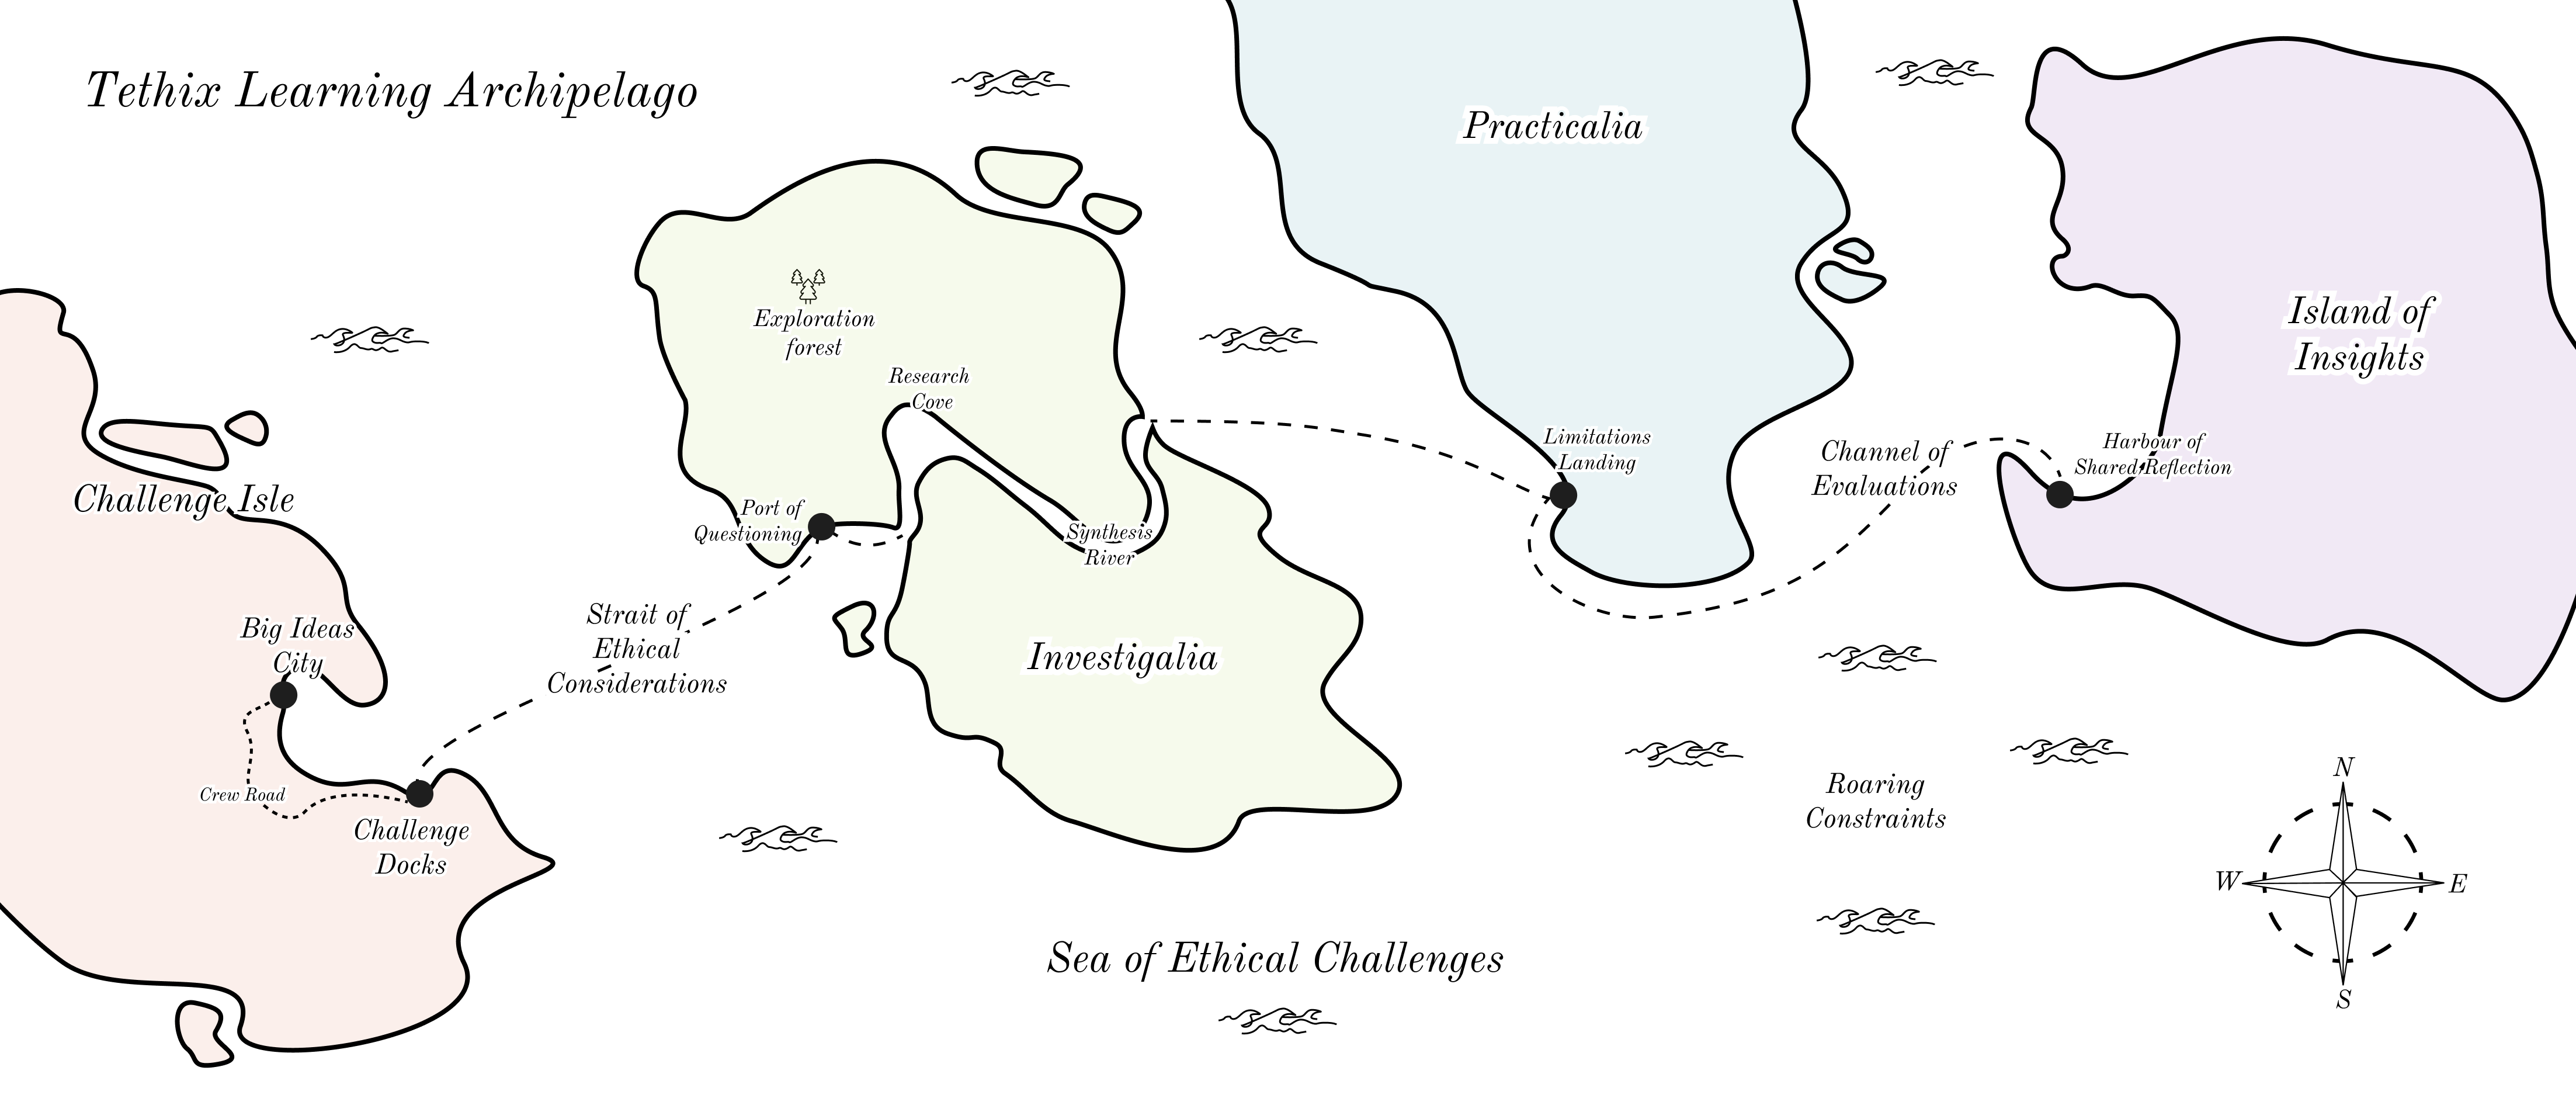 Tethix Learning Archipelago
Practicalia
Island of
Insights
Exploration
forest
Research
Cove
Limitations
Landing
Channel of
Evaluations
Harbour of
Shared Reflection
Challenge Isle
Port of
Questioning
Synthesis
River
Strait of
Ethical
Considerations
Big Ideas
City
Investigalia
Crew Road
Challenge
Docks
Roaring
Constraints
Sea of Ethical Challenges
N
W
E
S